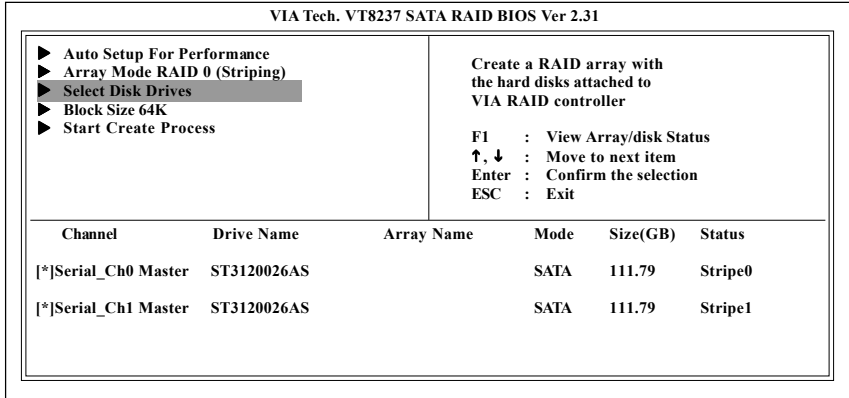 VIA Tech. VT8237 SATA RAID BIOS Ver 2.31
Auto Setup For Performance
Array Mode RAID 0 (Striping)
Select Disk Drives
Block Size 64K
Start Create Process
Create a RAID array with
the hard disks attached to
VIA RAID controller
F1 : View Array/disk Status
↑, ↓ : Move to next item
Enter : Confirm the selection
ESC : Exit
Channel Drive Name Array Name Mode Size(GB) Status
[*]Serial_Ch0 Master ST3120026AS SATA 111.79 Stripe0
[*]Serial_Ch1 Master ST3120026AS SATA 111.79 Stripe1